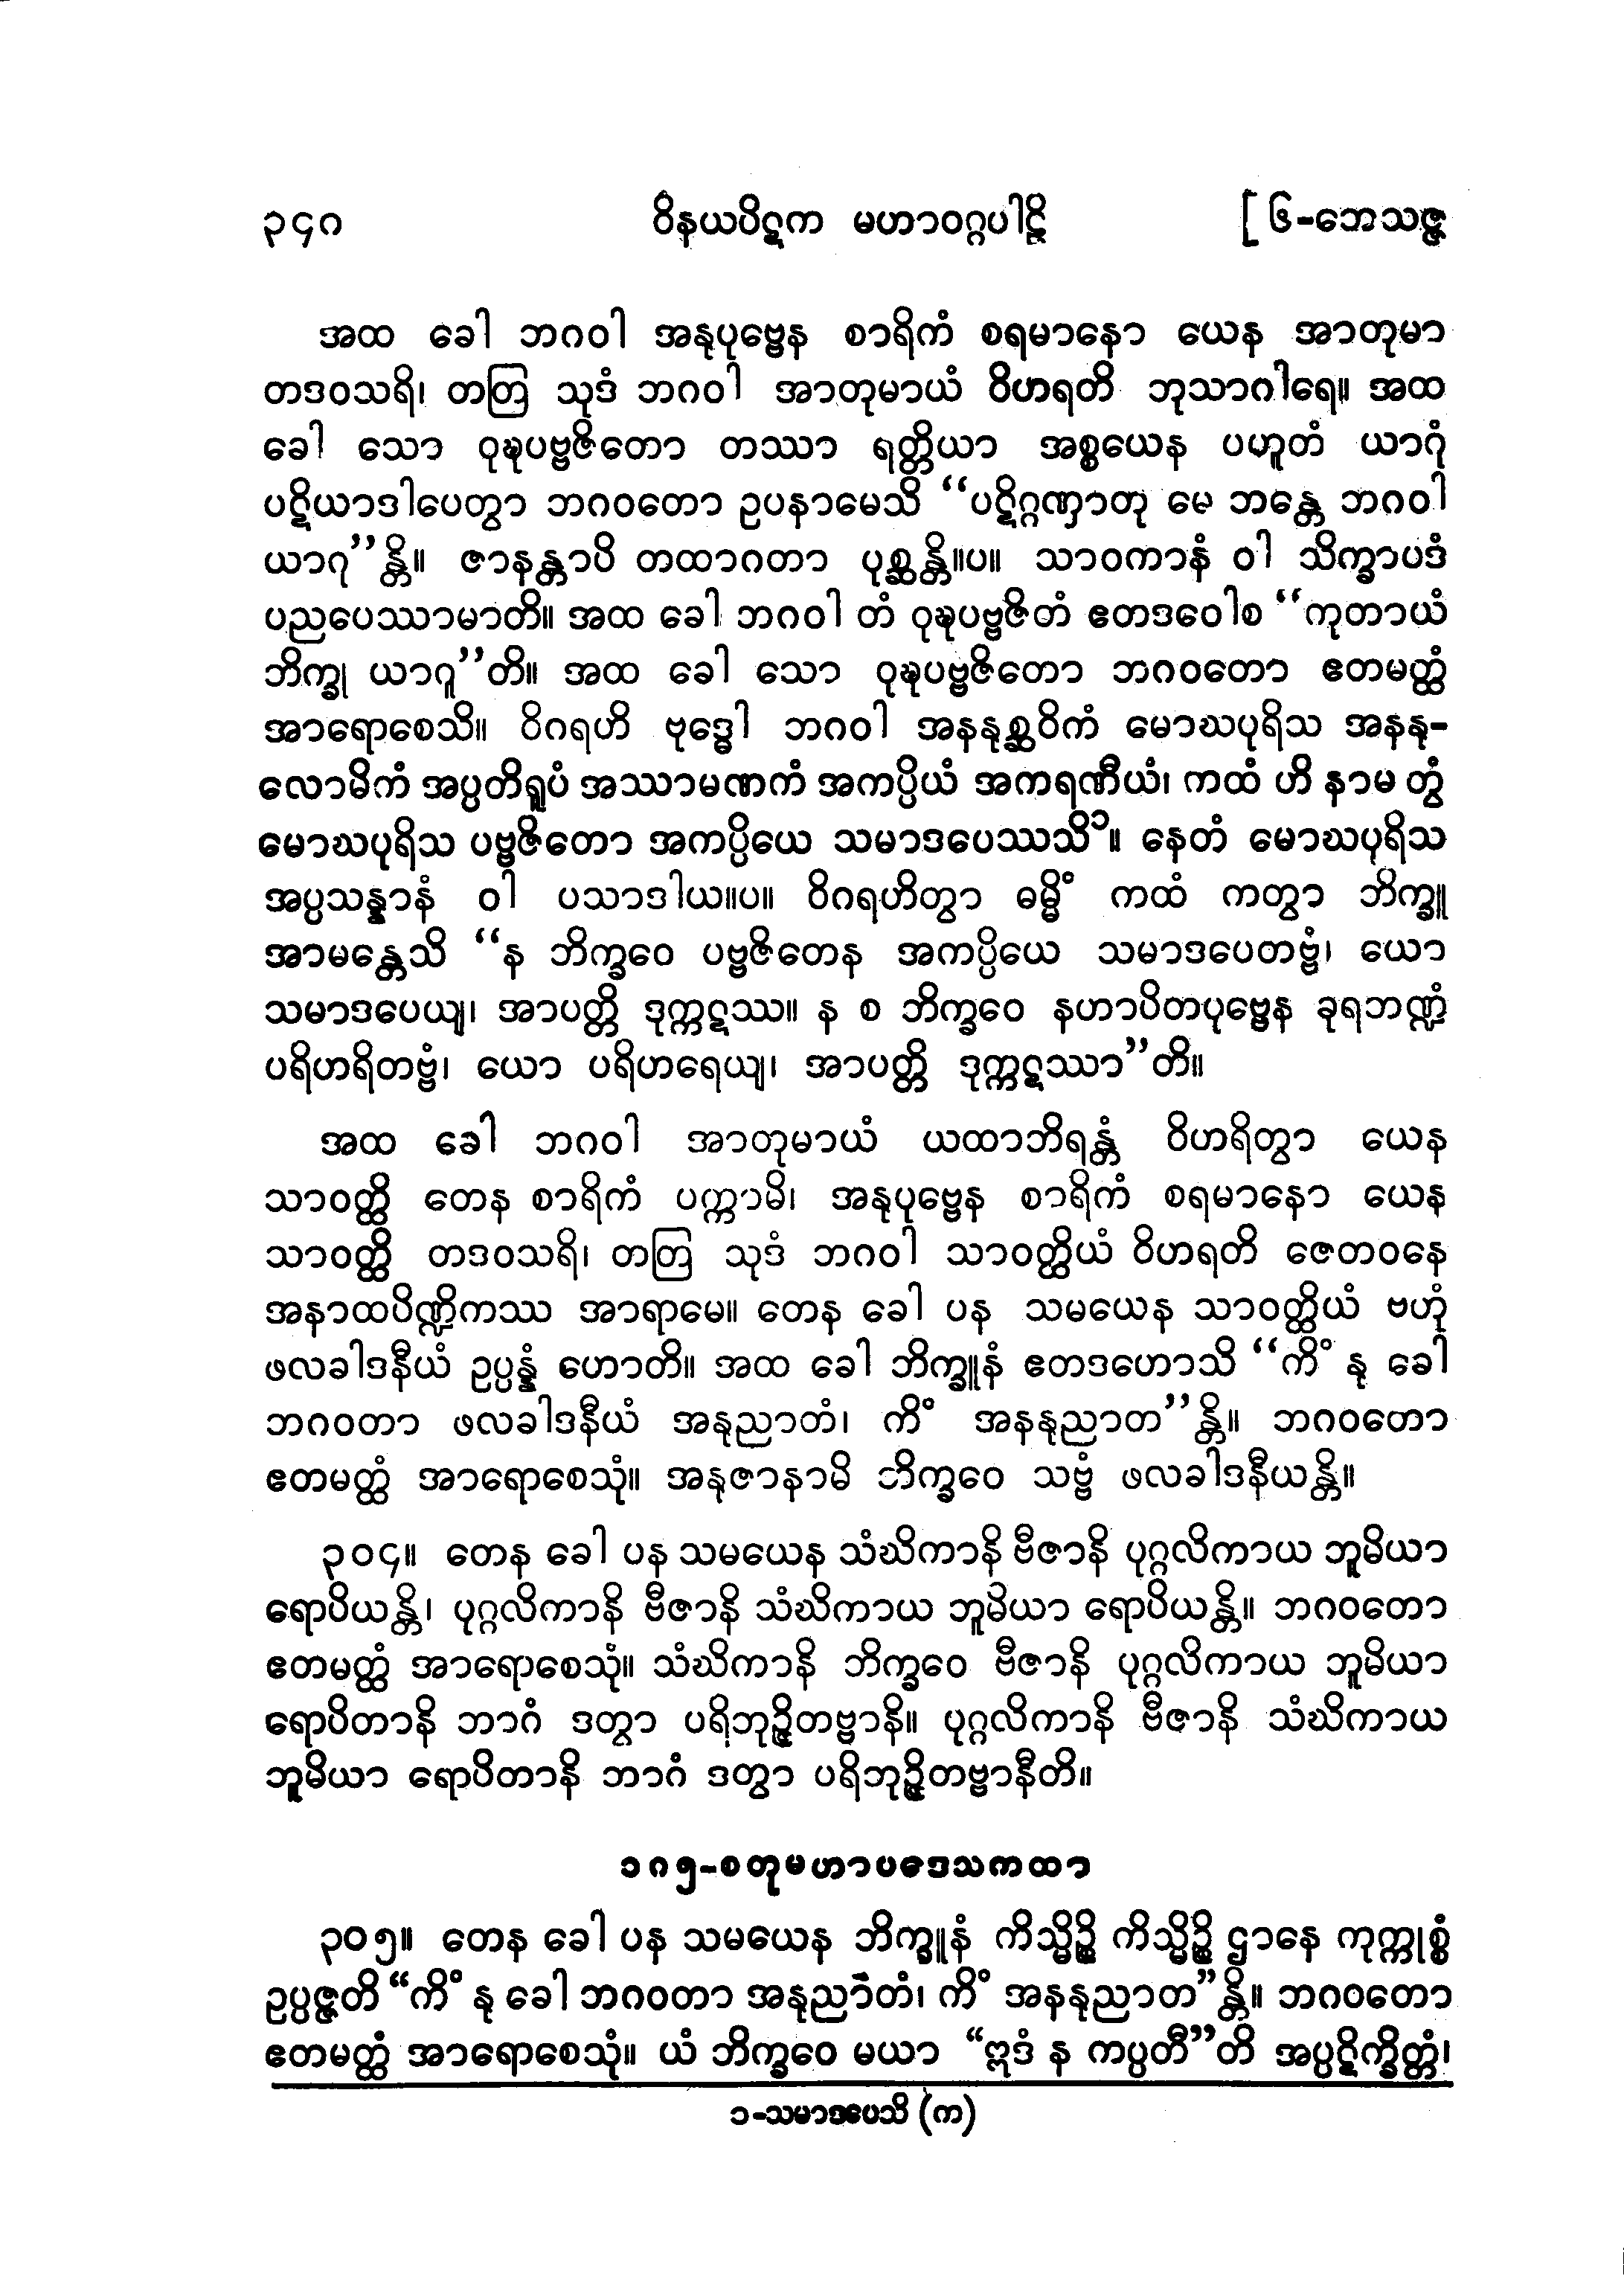 ၃၄၈ ဝိနယပိဋက မဟာဝဂ္ဂပါဠိ [ ၆-ဘေသဇ္ဇ
အထ ခေါ ဘဂဝါ အနုပုဗ္ဗေန စာရိကံ စရမာနော ယေန အာတုမာ
တဒဝသရိ၊ တတြ သုဒံ ဘဂဝါ အာတုမာယံ ဝိဟရတိ ဘုသာဂါရေ။ အထ
ခေါ သော ဝုဍ္ဎပဗ္ဗဇိတော တဿာ ရတ္တိယာ အစ္စယေန ပဟူတံ ယာဂုံ
ပဋိယာဒါပေတွာ ဘဂဝတော ဥပနာမေသိ “ပဋိဂ္ဂဏှာတု မေ ဘန္တေ ဘဂဝါ
ယာဂု”န္တိ။ ဇာနန္တာပိ တထာဂတာ ပုစ္ဆန္တိ။ပ။ သာဝကာနံ ဝါ သိက္ခာပဒံ
ပညပေဿာမာတိ။ အထ ခေါ ဘဂဝါ တံ ဝုဍ္ဎပဗ္ဗဇိတံ ဧတဒဝေါစ “ကုတာယံ
ဘိက္ခု ယာဂူ”တိ။ အထ ခေါ သော ဝုဍ္ဎပဗ္ဗဇိတော ဘဂဝတော ဧတမတ္ထံ
အာရောစေသိ။ ဝိဂရဟိ ဗုဒ္ဓေါ ဘဂဝါ အနနုစ္ဆဝိကံ မောဃပုရိသ အနနု-
လောမိကံ အပ္ပတိရူပံ အဿာမဏကံ အကပ္ပိယံ အကရဏီယံ၊ ကထံ ဟိ နာမ တွံ
မောဃပုရိသ ပဗ္ဗဇိတော အကပ္ပိယေ သမာဒပေဿသိ၁။ နေတံ မောဃပုရိသ
အပ္ပသန္နာနံ ဝါ ပသာဒါယ။ပ။ ဝိဂရဟိတွာ ဓမ္မိံ ကထံ ကတွာ ဘိက္ခူ
အာမန္တေသိ “န ဘိက္ခဝေ ပဗ္ဗဇိတေန အကပ္ပိယေ သမာဒပေတဗ္ဗံ၊ ယော
သမာဒပေယျ၊ အာပတ္တိ ဒုက္ကဋဿ။ န စ ဘိက္ခဝေ နဟာပိတပုဗ္ဗေန ခုရဘဏ္ဍံ
ပရိဟရိတဗ္ဗံ၊ ယော ပရိဟရေယျ၊ အာပတ္တိ ဒုက္ကဋဿာ”တိ။
အထ ခေါ ဘဂဝါ အာတုမာယံ ယထာဘိရန္တံ ဝိဟရိတွာ ယေန
သာဝတ္ထိ တေန စာရိကံ ပက္ကာမိ၊ အနုပုဗ္ဗေန စာရိကံ စရမာနော ယေန
သာဝတ္ထိ တဒဝသရိ၊ တတြ သုဒံ ဘဂဝါ သာဝတ္ထိယံ ဝိဟရတိ ဇေတဝနေ
အနာထပိဏ္ဍိကဿ အာရာမေ။ တေန ခေါ ပန သမယေန သာဝတ္ထိယံ ဗဟုံ
ဖလခါဒနီယံ ဥပ္ပန္နံ ဟောတိ။ အထ ခေါ ဘိက္ခူနံ ဧတဒဟောသိ “ကိံ နု ခေါ
ဘဂဝတာ ဖလခါဒနီယံ အနုညာတံ၊ ကိံ အနနုညာတ”န္တိ။ ဘဂဝတော
ဧတမတ္ထံ အာရောစေသုံ။ အနုဇာနာမိ ဘိက္ခဝေ သဗ္ဗံ ဖလခါဒနီယန္တိ။
၃၀၄။ တေန ခေါ ပန သမယေန သံဃိကာနိ ဗီဇာနိ ပုဂ္ဂလိကာယ ဘူမိယာ
ရောပိယန္တိ၊ ပုဂ္ဂလိကာနိ ဗီဇာနိ သံဃိကာယ ဘူမိယာ ရောပိယန္တိ။ ဘဂဝတော
ဧတမတ္ထံ အာရောစေသုံ။ သံဃိကာနိ ဘိက္ခဝေ ဗီဇာနိ ပုဂ္ဂလိကာယ ဘူမိယာ
ရောပိတာနိ ဘာဂံ ဒတွာ ပရိဘုဉ္ဇိတဗ္ဗာနိ။ ပုဂ္ဂလိကာနိ ဗီဇာနိ သံဃိကာယ
ဘူမိယာ ရောပိတာနိ ဘာဂံ ဒတွာ ပရိဘုဉ္ဇိတဗ္ဗာနီတိ။
၁၈၅-စတုမဟာပဒေသကထာ
၃၀၅။ တေန ခေါ ပန သမယေန ဘိက္ခူနံ ကိသ္မိဉ္စိ ကိသ္မိဉ္စိ ဌာနေ ကုက္ကုစ္စံ
ဥပ္ပဇ္ဇတိ “ကိံ နု ခေါ ဘဂဝတာ အနုညာတံ၊ ကိံ အနနုညာတ”န္တိ။ ဘဂဝတော
ဧတမတ္ထံ အာရောစေသုံ။ ယံ ဘိက္ခဝေ မယာ “ဣဒံ န ကပ္ပတီ”တိ အပ္ပဋိက္ခိတ္တံ၊
၁-သမာဒပေသိ (က)